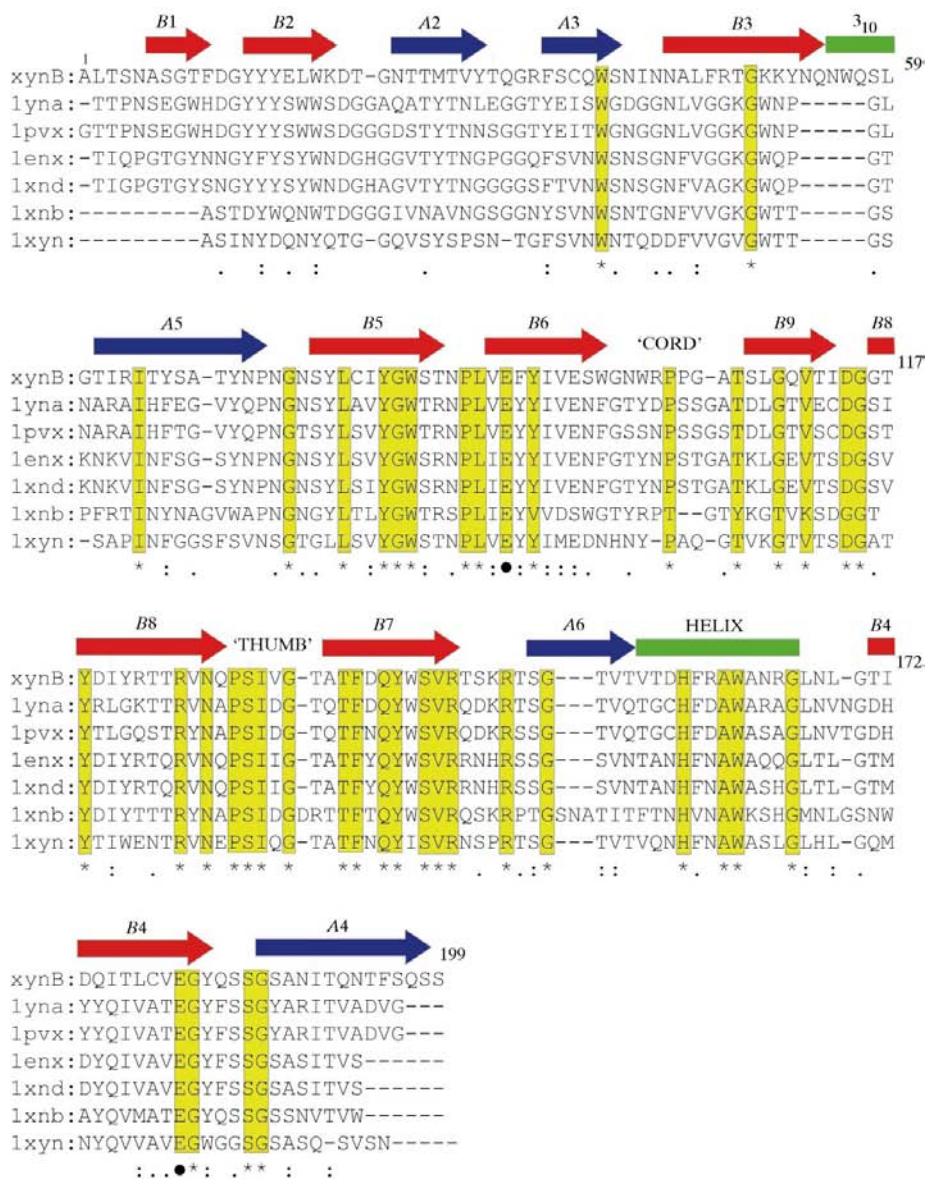 B1 B2 A2 A3 B3 3₁₀
1
xynB:ALTSNASGTFDGYYYELWKDT-GNTTMTVYTQGRFSCQWSNINNALFRTGKKYNQNWQSL 59
1yna:-TTPNSEGWHDGYYYSWWSDGGAQATYTNLEGGTYEISWGDGGNLVGGKGWNP-----GL
1pvx:GTTPNSEGWHDGYYYSWWSDGGGDSTYTNNSGGTYEITWGNGGNLVGGKGWNP-----GL
1enx:-TIQPGTGYNNGYFYSYWNDGHGGVTYTNGPGGQFSVNWSNSGNFVGGKGWQP-----GT
1xnd:-TIGPGTGYSNGYYYSYWNDGHAGVTYTNGGGGSFTVNWSNSGNFVAGKGWQP-----GT
1xnb:---------ASTDYWQNWTDGGGIVNAVNGSGGNYSVNWSNTGNFVVGKGWTT-----GS
1xyn:---------ASINYDQNYQTG-GQVSYSPSN-TGFSVNWNTQDDFVVGVGWTT-----GS
. : . : . : * . . . : * .
A5 B5 B6 'CORD' B9 B8
xynB:GTIRITYSA-TYNPNGNSYLCIYGWSTNPLVEFYIVESWGNWRPPG-ATSLGQVTIDGGT 117
1yna:NARAIHFEG-VYQPNGNSYLAVYGWTRNPLVEYYIVENFGTYDPSSGATDLGTVECDGSI
1pvx:NARAIHFTG-VYQPNGTSYLSVYGWTRNPLVEYYIVENFGSSNPSSGSTDLGTVSCDGST
1enx:KNKVINFSG-SYNPNGNSYLSVYGWSRNPLIEYYIVENFGTYNPSTGATKLGEVTSDGSV
1xnd:KNKVINFSG-SYNPNGNSYLSIYGWSRNPLIEYYIVENFGTYNPSTGATKLGEVTSDGSV
1xnb:PFRTINYNAGVWAPNGNGYLTLYGWTRSPLIEYYVVDSWGTYRPT--GTYKGTVKSDGGT
1xyn:-SAPINFGGSFSVNSGTGLLSVYGWSTNPLVEYYIMEDNHNY-PAQG-TVKGTVTSDGAT
* : . . *.. * :***: .**:●:*::: . . * . * * * **.
B8 'THUMB' B7 A6 HELIX B4
xynB:YDIYRTTRVNQPSIVG-TATFDQYWSVRTSKRTSG---TVTVTDHFRAWANRGLNL-GTI 172
1yna:YRLGKTTRVNAPSIDG-TQTFDQYWSVRQDKRTSG---TVQTGCHFDAWARAGLNVNGDH
1pvx:YTLGQSTRYNAPSIDG-TQTFNQYWSVRQDKRSSG---TVQTGCHFDAWASAGLNVTGDH
1enx:YDIYRTQRVNQPSIIG-TATFYQYWSVRRNHRSSG---SVNTANHFNAWAQQGLTL-GTM
1xnd:YDIYRTQRVNQPSIIG-TATFYQYWSVRRNHRSSG---SVNTANHFNAWASHGLTL-GTM
1xnb:YDIYTTTRYNAPSIDGDRTTFTQYWSVRQSKRPTGSNATITFTNHVNAWKSHGMNLGSNW
1xyn:YTIWENTRVNEPSIQG-TATFNQYISVRNSPRTSG---TVTVQNHFNAWASLGLHLGQM
* : . * * *** * ** ** *** . *.:* :: * ** *: : .
B4 A4
xynB:DQITLCVEGYQSSGSANITQNTFSQSS 199
1yna:YYQIVATEGYFSSGYARITVADVG---
1pvx:YYQIVATEGYFSSGYARITVADVG---
1enx:DYQIVAVEGYFSSGSASITVS------
1xnd:DYQIVAVEGYFSSGSASITVS------
1xnb:AYQVMATEGYQSSGSSNVTVW------
1xyn:NYQVVAVEGWGGSGSASQ-SVSN-----
:..●*: .** : :